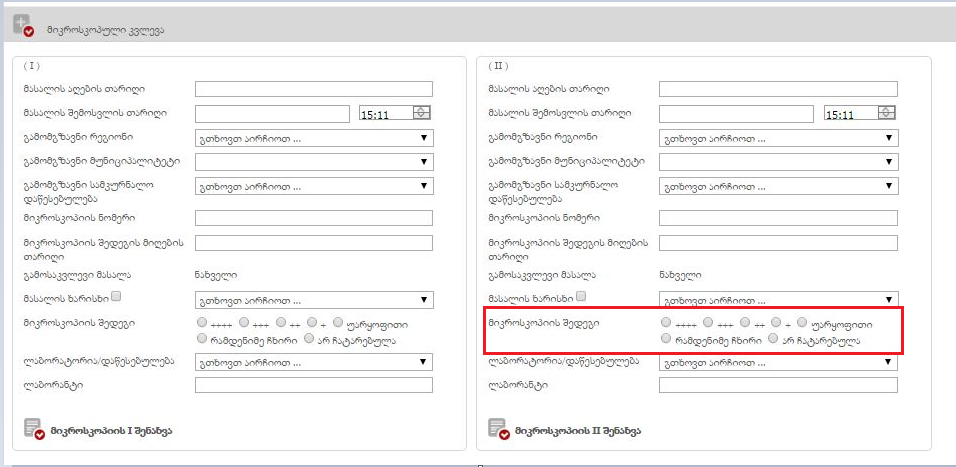 მიკროსკოპული კვლევა
( I )
მასალის აღების თარიღი
მასალის შემოსვლის თარიღი 15:11
გამომგზავნი რეგიონი გთხოვთ აირჩიოთ ...
გამომგზავნი მუნიციპალიტეტი
გამომგზავნი სამკურნალო დაწესებულება გთხოვთ აირჩიოთ ...
მიკროსკოპიის ნომერი
მიკროსკოპიის შედეგის მიღების
თარიღი
გამოსაკვლევი მასალა ნახველი
მასალის ხარისხი გთხოვთ აირჩიოთ ...
მიკროსკოპიის შედეგი ++++ +++ ++ + უარყოფითი
რამდენიმე ჩხირი არ ჩატარებულა
ლაბორატორია/დაწესებულება გთხოვთ აირჩიოთ ...
ლაბორანტი
მიკროსკოპიის I შენახვა
( II )
მასალის აღების თარიღი
მასალის შემოსვლის თარიღი 15:11
გამომგზავნი რეგიონი გთხოვთ აირჩიოთ ...
გამომგზავნი მუნიციპალიტეტი
გამომგზავნი სამკურნალო დაწესებულება გთხოვთ აირჩიოთ ...
მიკროსკოპიის ნომერი
მიკროსკოპიის შედეგის მიღების
თარიღი
გამოსაკვლევი მასალა ნახველი
მასალის ხარისხი გთხოვთ აირჩიოთ ...
მიკროსკოპიის შედეგი ++++ +++ ++ + უარყოფითი
რამდენიმე ჩხირი არ ჩატარებულა
ლაბორატორია/დაწესებულება გთხოვთ აირჩიოთ ...
ლაბორანტი
მიკროსკოპიის II შენახვა